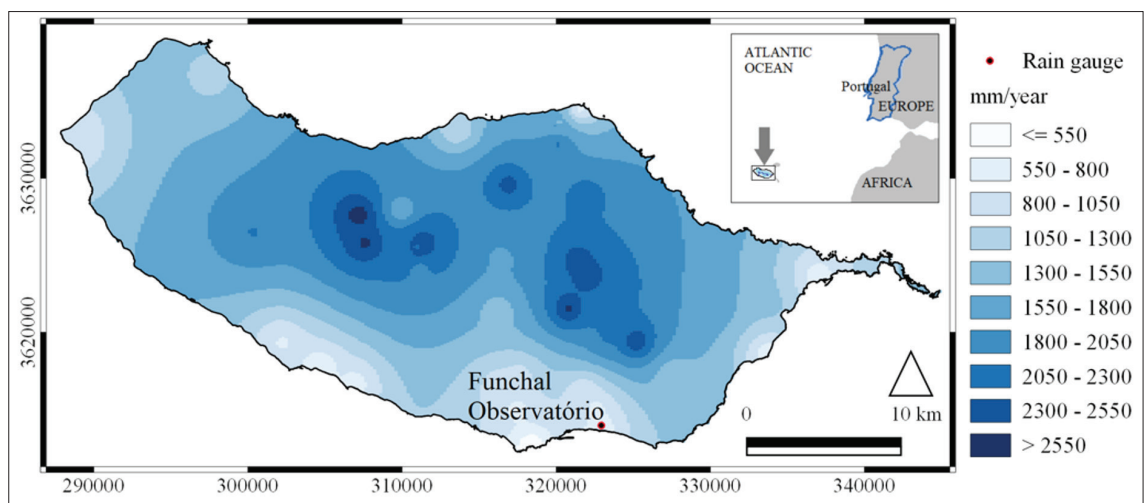 ATLANTIC
OCEAN
Portugal
EUROPE
AFRICA
Rain gauge
mm/year
<= 550
550 - 800
800 - 1050
1050 - 1300
1300 - 1550
1550 - 1800
1800 - 2050
2050 - 2300
2300 - 2550
> 2550
3630000
3620000
Funchal
Observatório
0
10 km
290000
300000
310000
320000
330000
340000